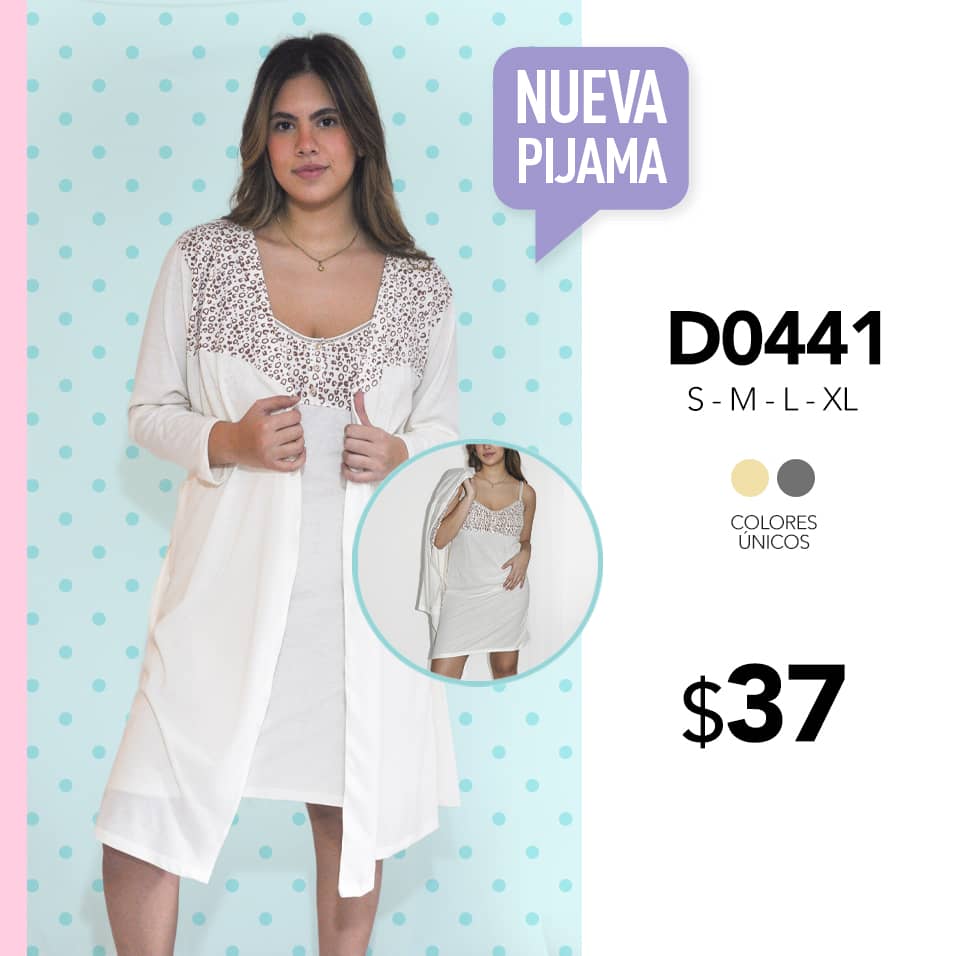 NUEVA
PIJAMA
D0441
S - M - L - XL
COLORES
ÚNICOS
$37